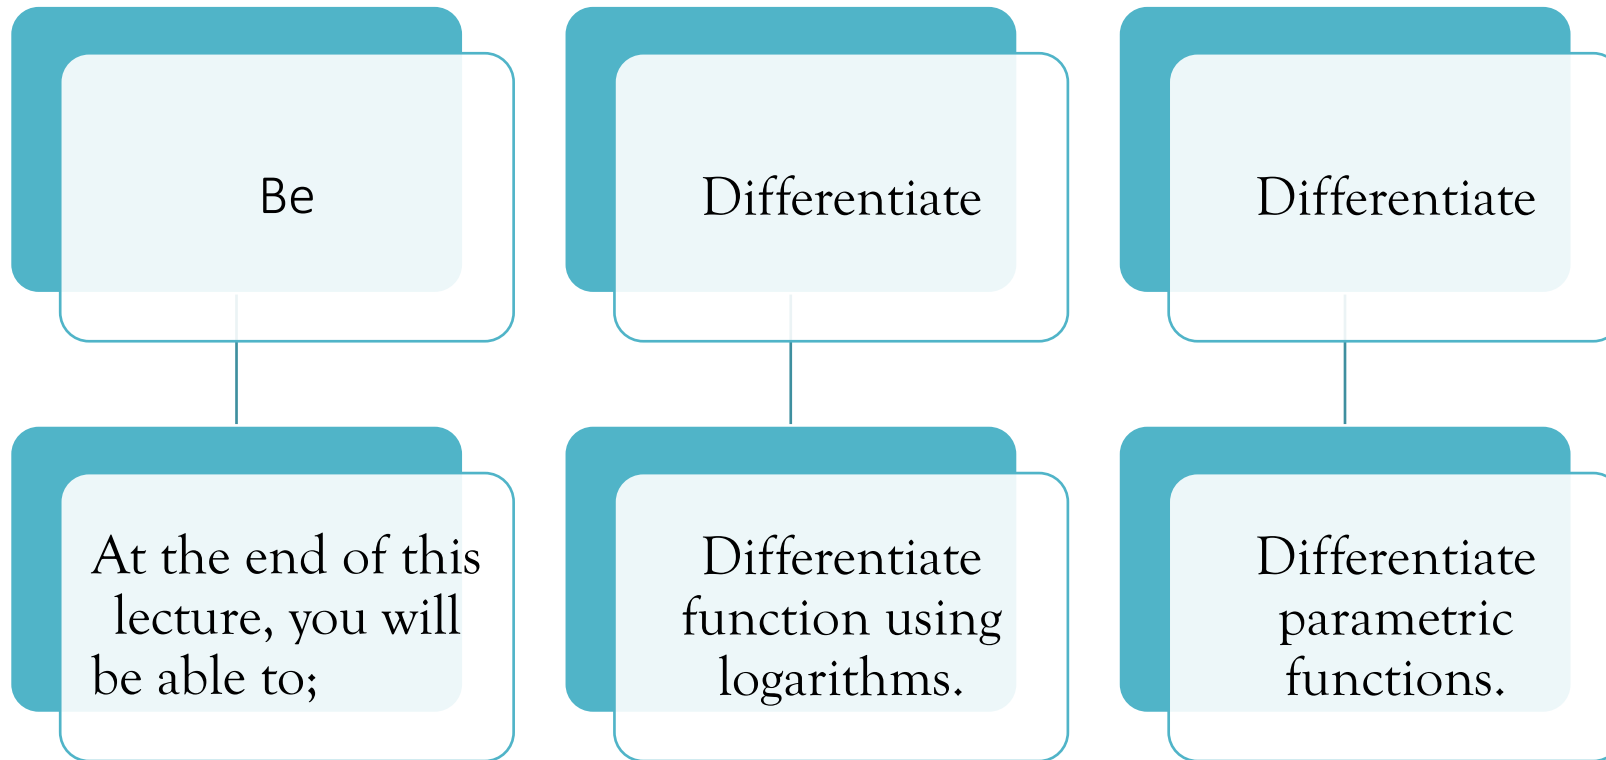 Be
Differentiate
Differentiate
At the end of this
lecture, you will
be able to;
Differentiate
function using
logarithms.
Differentiate
parametric
functions.